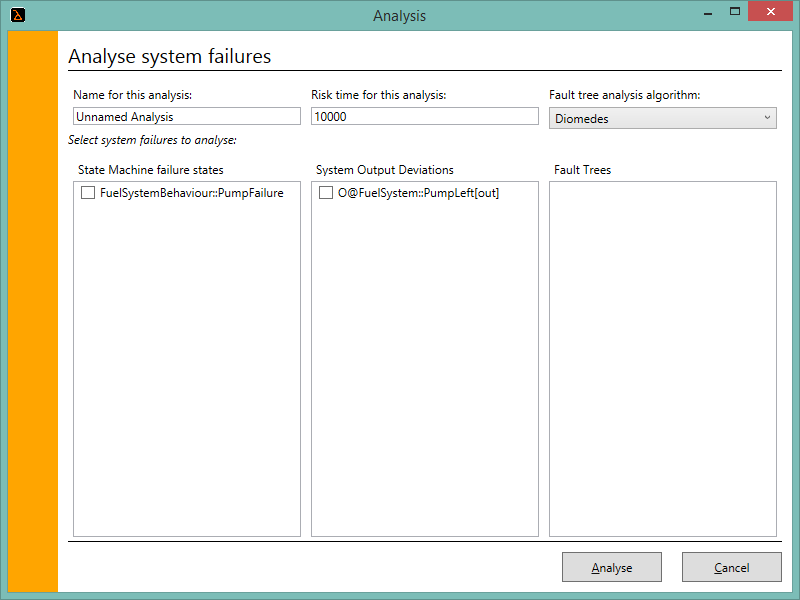 Analysis
Analyse system failures
Name for this analysis:
Risk time for this analysis:
Fault tree analysis algorithm:
Unnamed Analysis
10000
Diomedes
Select system failures to analyse:
State Machine failure states
System Output Deviations
Fault Trees
FuelSystemBehaviour::PumpFailure
O@FuelSystem::PumpLeft[out]
Analyse
Cancel